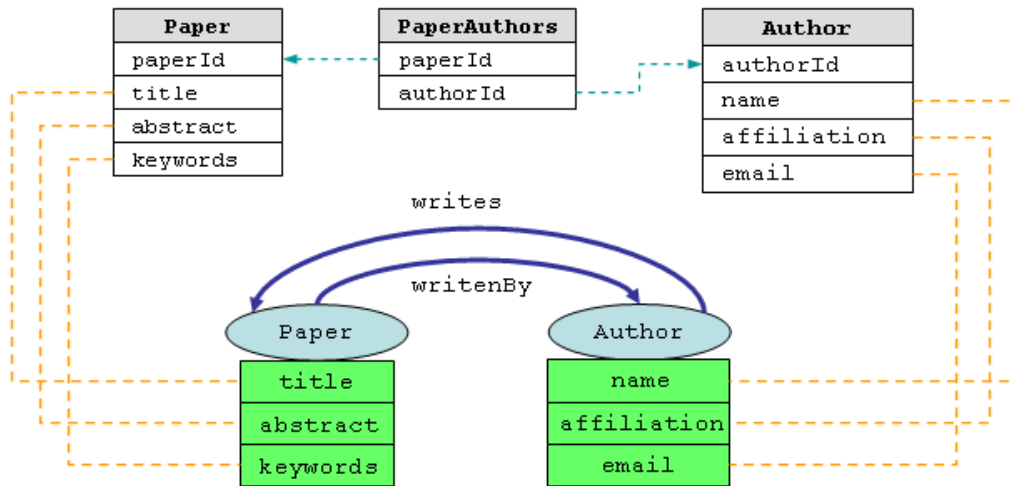 Paper
paperId
title
abstract
keywords
PaperAuthors
paperId
authorId
Author
authorId
name
affiliation
email
writes
writenBy
Paper
title
abstract
keywords
Author
name
affiliation
email